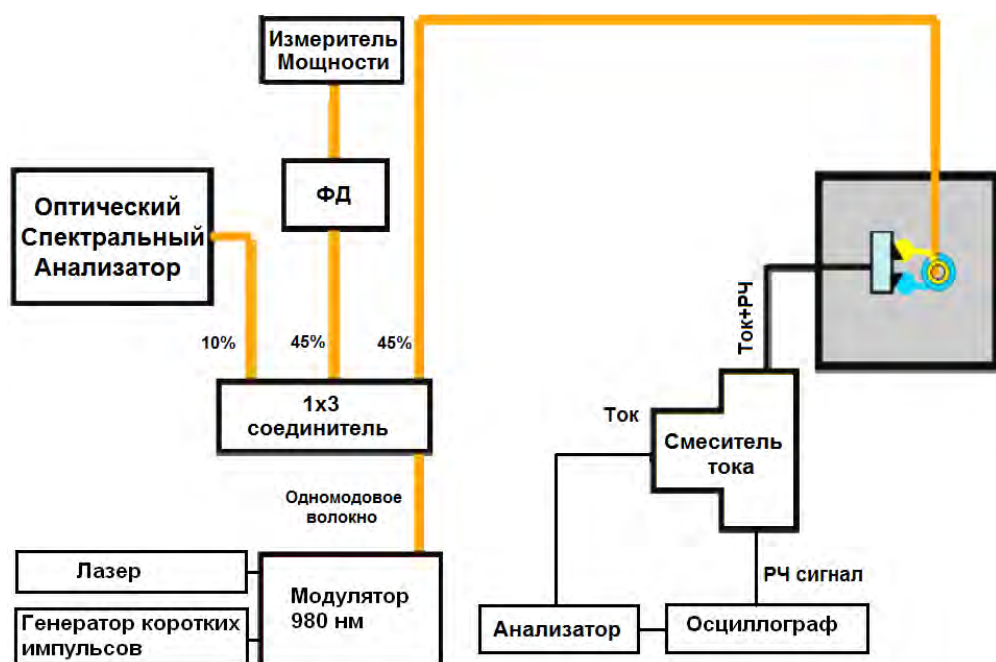 Измеритель
Мощности
ФД
Оптический
Спектральный
Анализатор
10%
45%
45%
1х3
соединитель
Одномодовое
волокно
Лазер
Генератор коротких
импульсов
Модулятор
980 нм
Ток+РЧ
Ток
Смеситель
тока
РЧ сигнал
Анализатор
Осциллограф